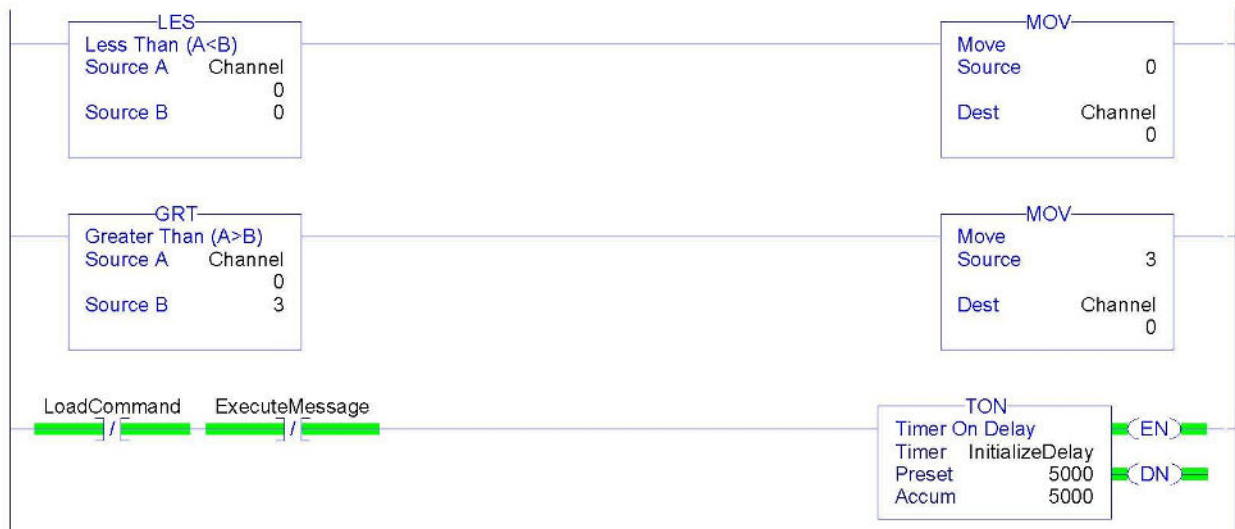 LES
Less Than (A<B)
Source A Channel
0
Source B 0
MOV
Move
Source 0
Dest Channel
0
GRT
Greater Than (A>B)
Source A Channel
0
Source B 3
MOV
Move
Source 3
Dest Channel
0
LoadCommand ExecuteMessage
/ /
TON
Timer On Delay
Timer InitializeDelay
Preset 5000
Accum 5000
EN
DN